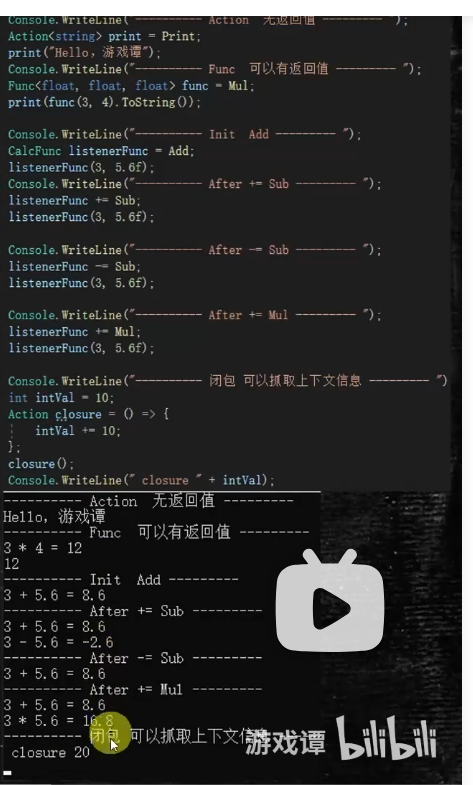 Console.WriteLine("---------- Action 无返回值 ---------- ");
Action<string> print = Print;
print("Hello，游戏谭");
Console.WriteLine("---------- Func 可以有返回值 --------- ");
Func<float, float, float> func = Mul;
print(func(3, 4).ToString());
Console.WriteLine("---------- Init Add --------- ");
CalcFunc listenerFunc = Add;
listenerFunc(3, 5.6f);
Console.WriteLine("---------- After += Sub --------- ");
listenerFunc += Sub;
listenerFunc(3, 5.6f);
Console.WriteLine("---------- After -= Sub --------- ");
listenerFunc -= Sub;
listenerFunc(3, 5.6f);
Console.WriteLine("---------- After += Mul --------- ");
listenerFunc += Mul;
listenerFunc(3, 5.6f);
Console.WriteLine("---------- 闭包 可以抓取上下文信息 --------- ")
int intVal = 10;
Action closure = () => {
intVal += 10;
};
closure();
Console.WriteLine(" closure " + intVal);
---------- Action 无返回值 ---------
Hello，游戏谭
---------- Func 可以有返回值 ---------
3 * 4 = 12
12
---------- Init Add ---------
3 + 5.6 = 8.6
---------- After += Sub ---------
3 + 5.6 = 8.6
3 - 5.6 = -2.6
---------- After -= Sub ---------
3 + 5.6 = 8.6
---------- After += Mul ---------
3 + 5.6 = 8.6
3 * 5.6 = 16.8
---------- 闭包 可以抓取上下文信息
closure 20
游戏谭 bilibili